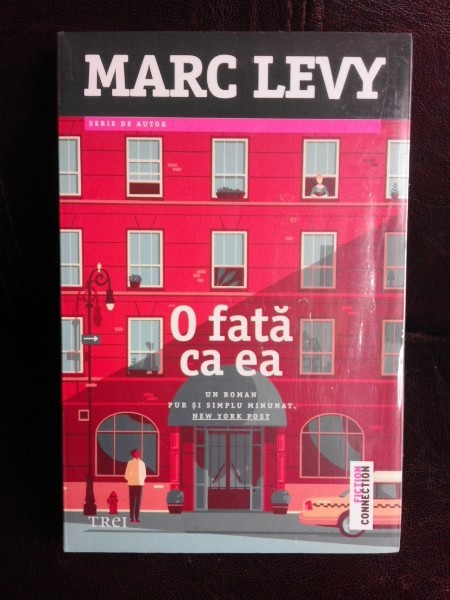 MARC LEVY
SERIE DE AUTOR
O fată
ca ea
UN ROMAN
PUR ȘI SIMPLU MINUNAT.
NEW YORK POST
FICTION
CONNECTION
TREI